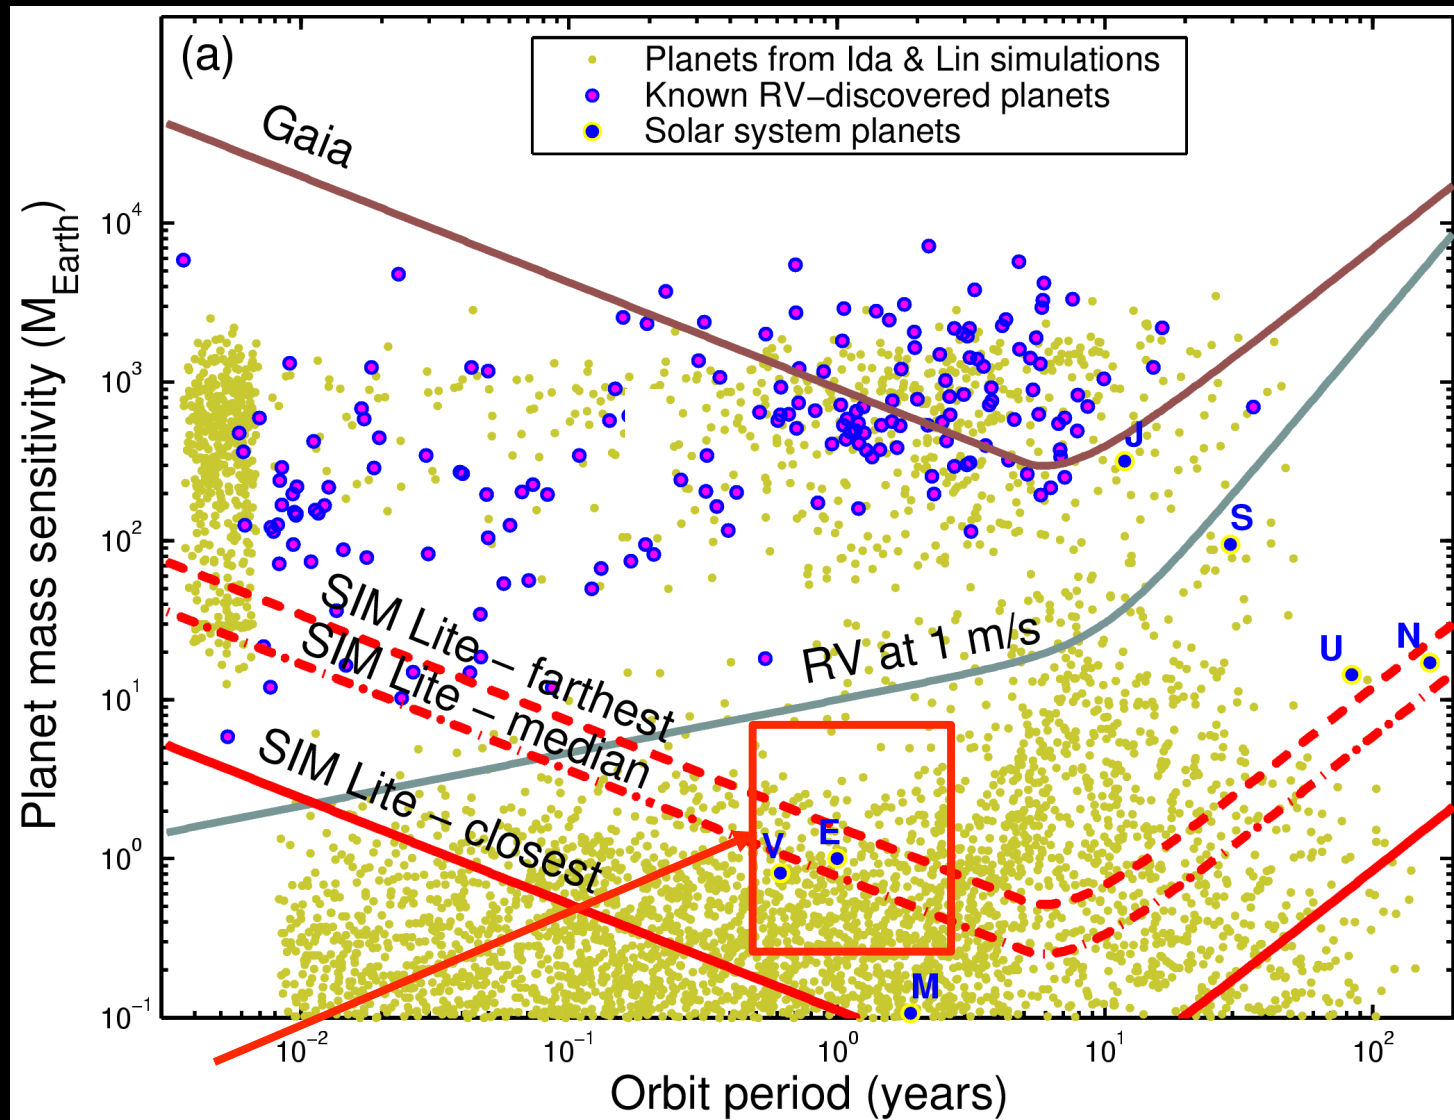 (a)
Planets from Ida & Lin simulations
Known RV−discovered planets
Solar system planets
Gaia
Planet mass sensitivity (M_Earth)
10^4
10^3
10^2
10^1
10^0
10^−1
J
S
U
N
SIM Lite − farthest
SIM Lite − median
SIM Lite − closest
RV at 1 m/s
V
E
M
10^−2
10^−1
10^0
10^1
10^2
Orbit period (years)